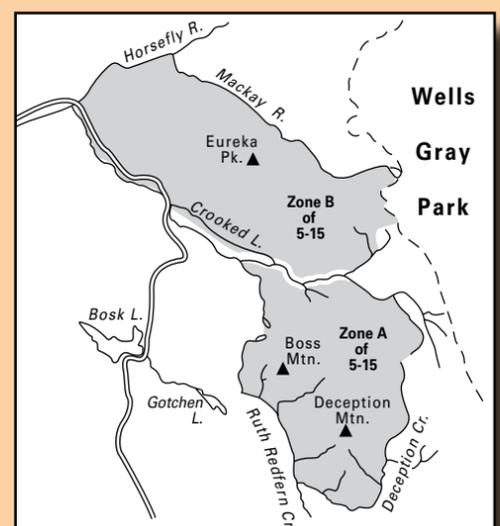 Horsefly R.
Mackay R.
Wells
Gray
Park
Eureka
Pk.
Zone B
of
5-15
Crooked L.
Bosk L.
Boss
Mtn.
Zone A
of
5-15
Gotchen
L.
Deception
Mtn.
Ruth Redfern Cr
Deception Cr.